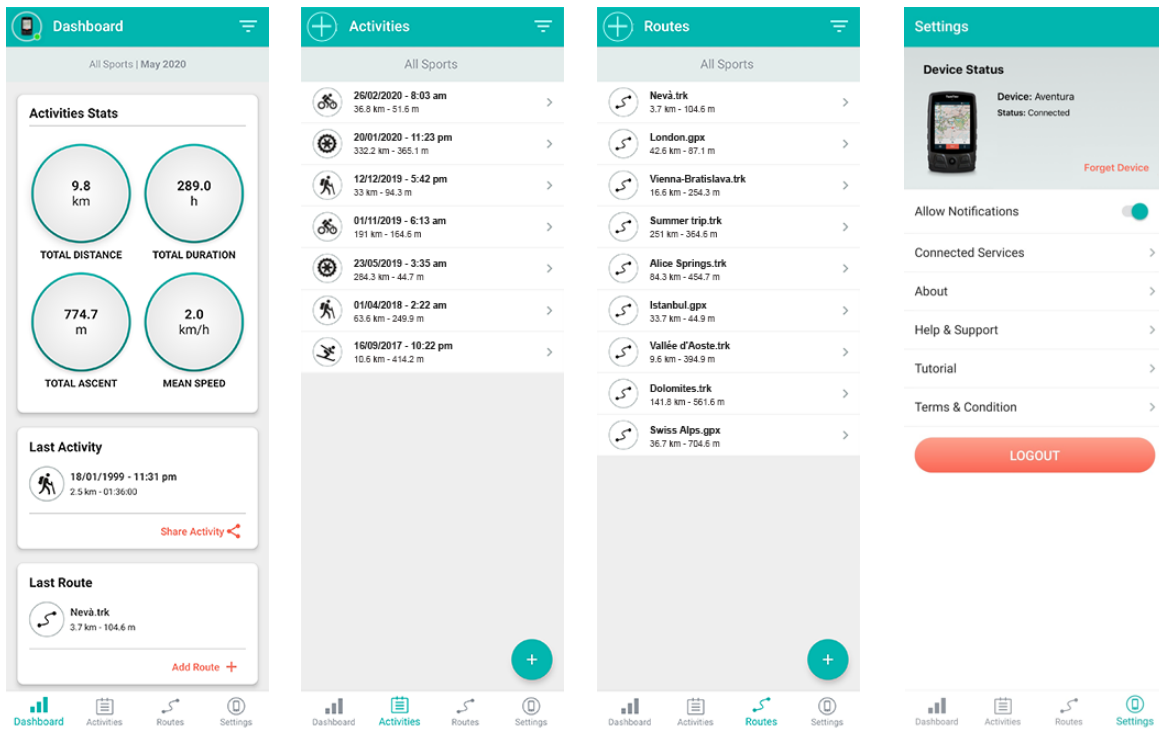 Dashboard
All Sports | May 2020
Activities Stats
9.8
km
289.0
h
TOTAL DISTANCE
TOTAL DURATION
774.7
m
2.0
km/h
TOTAL ASCENT
MEAN SPEED
Last Activity
18/01/1999 - 11:31 pm
2.5 km - 01:36:00
Share Activity
Last Route
Nevà.trk
3.7 km - 104.6 m
Add Route +
Dashboard
Activities
Routes
Settings
Activities
All Sports
26/02/2020 - 8:03 am
36.8 km - 51.6 m
20/01/2020 - 11:23 pm
332.2 km - 365.1 m
12/12/2019 - 5:42 pm
33 km - 94.3 m
01/11/2019 - 6:13 am
191 km - 164.6 m
23/05/2019 - 3:35 am
284.3 km - 44.7 m
01/04/2018 - 2:22 am
63.6 km - 249.9 m
16/09/2017 - 10:22 pm
10.6 km - 414.2 m
+
Dashboard
Activities
Routes
Settings
Routes
All Sports
Nevà.trk
3.7 km - 104.6 m
London.gpx
42.6 km - 87.1 m
Vienna-Bratislava.trk
16.6 km - 254.3 m
Summer trip.trk
251 km - 364.6 m
Alice Springs.trk
84.3 km - 454.7 m
Istanbul.gpx
33.7 km - 44.9 m
Vallée d'Aoste.trk
9.6 km - 394.9 m
Dolomites.trk
141.8 km - 561.6 m
Swiss Alps.gpx
36.7 km - 704.6 m
+
Dashboard
Activities
Routes
Settings
Settings
Device Status
Device: Aventura
Status: Connected
Forget Device
Allow Notifications
Connected Services
About
Help & Support
Tutorial
Terms & Condition
LOGOUT
Dashboard
Activities
Routes
Settings